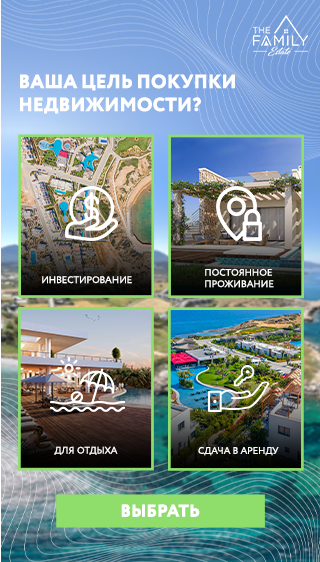 THE
FAMILY
Estate
ВАША ЦЕЛЬ ПОКУПКИ
НЕДВИЖИМОСТИ?
ИНВЕСТИРОВАНИЕ
ПОСТОЯННОЕ
ПРОЖИВАНИЕ
ДЛЯ ОТДЫХА
СДАЧА В АРЕНДУ
ВЫБРАТЬ